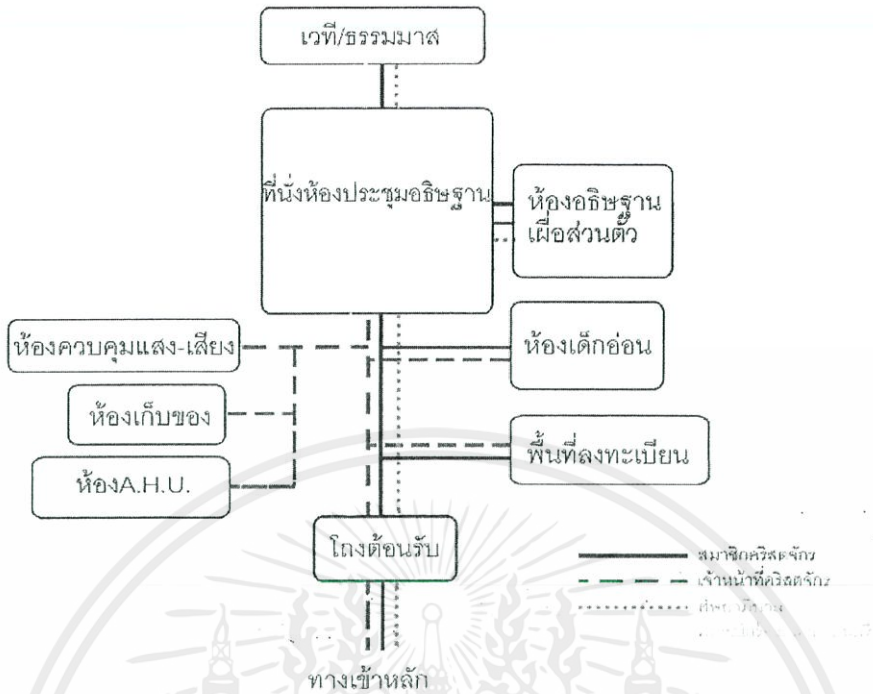 เวที/ธรรมมาส
ที่นั่งห้องประชุมอธิษฐาน
ห้องอธิษฐาน
เผื่อส่วนตัว
ห้องควบคุมแสง-เสียง
ห้องเด็กอ่อน
ห้องเก็บของ
พื้นที่ลงทะเบียน
ห้องA.H.U.
โถงต้อนรับ
สมาชิกคริสตจักร
เจ้าหน้าที่คริสตจักร
ทางเข้าหลัก